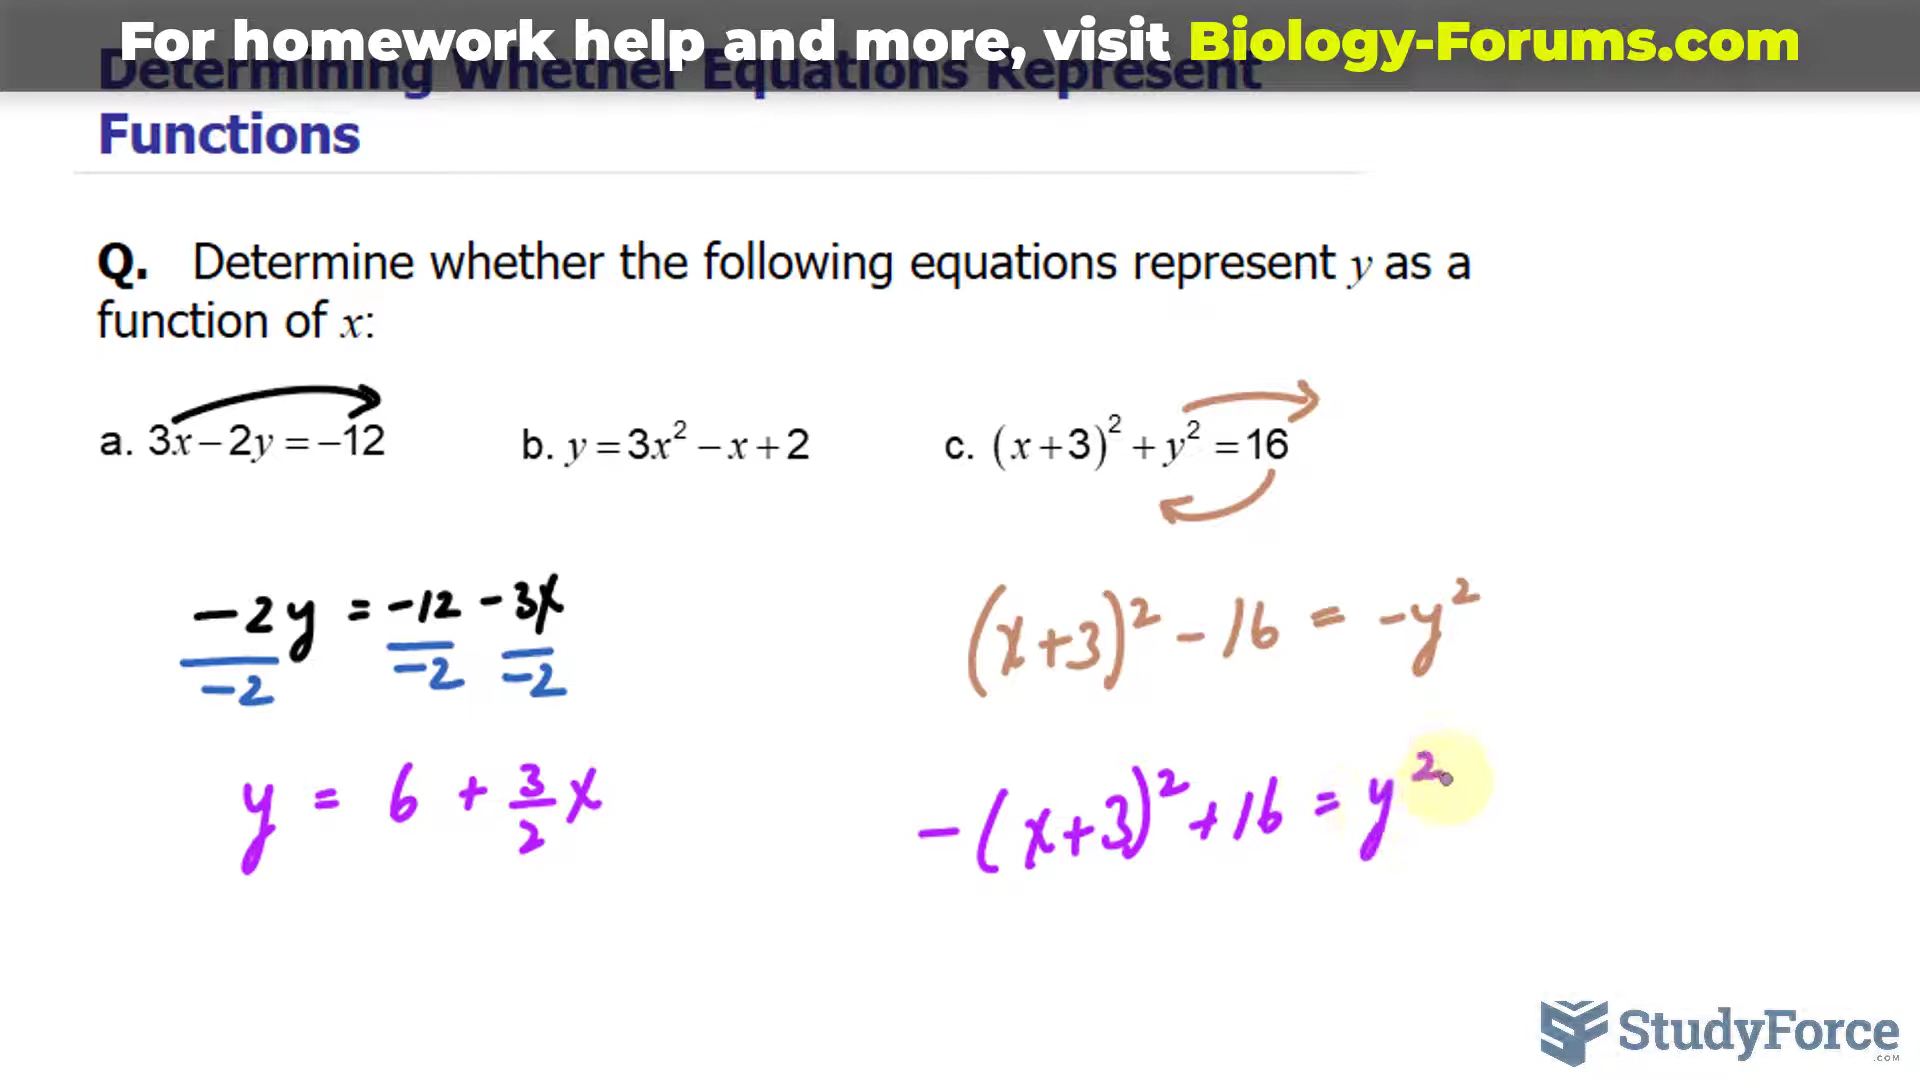 For homework help and more, visit Biology-Forums.com
Determining Whether Equations Represent
Functions
Q. Determine whether the following equations represent y as a
function of x:
a. 3x – 2y = –12
b. y = 3x² – x + 2
c. (x + 3)² + y² = 16
-2y = -12 - 3x
-2 -2 -2
y = 6 + 3/2 x
(x+3)² - 16 = -y²
-(x+3)² + 16 = y²
StudyForce
.COM